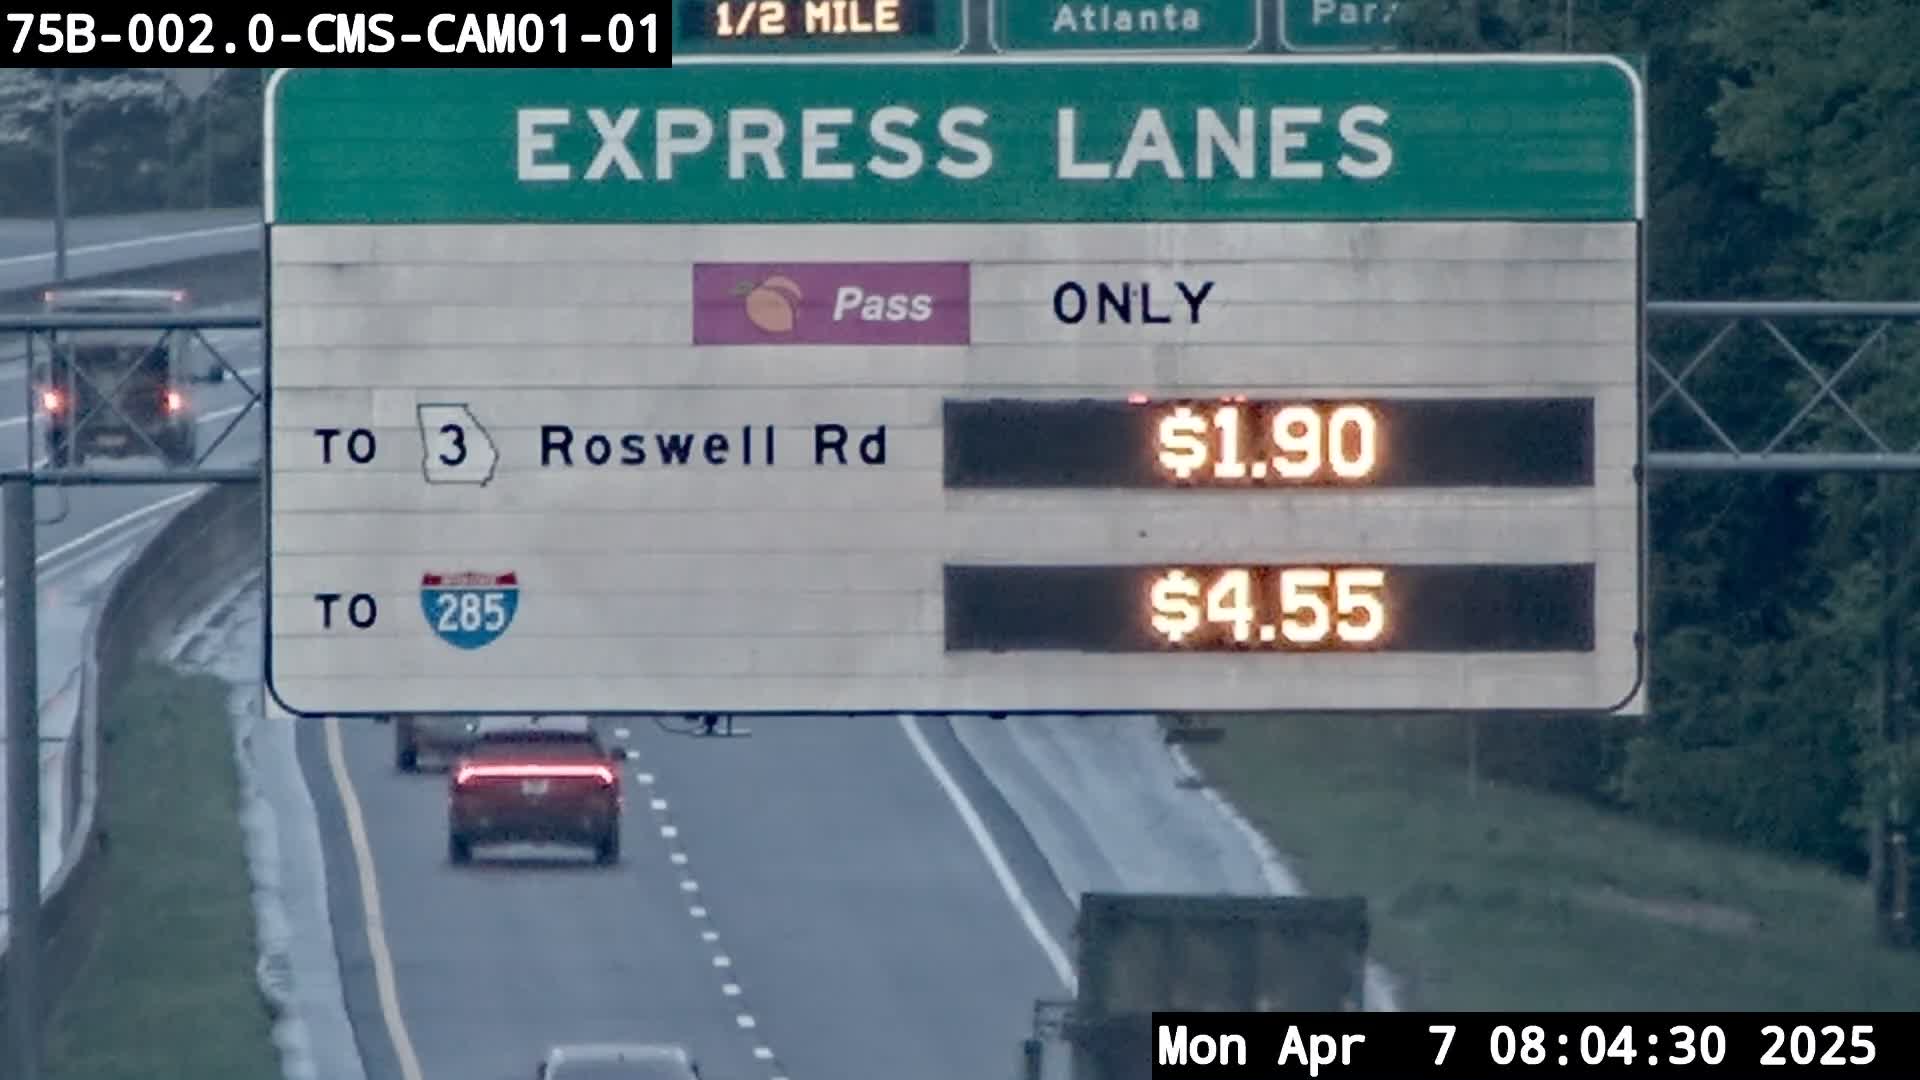 75B-002.0-CMS-CAM01-01
1/2 MILE
Atlanta
EXPRESS LANES
Pass ONLY
TO 3 Roswell Rd $1.90
TO 285 $4.55
Mon Apr 7 08:04:30 2025